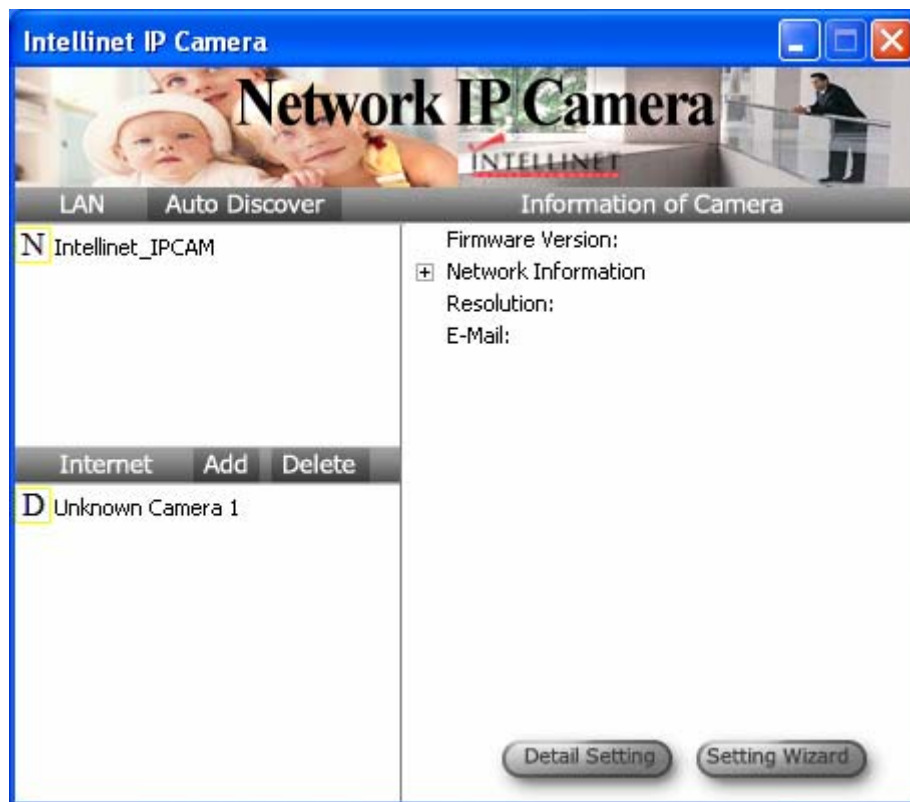 Intellinet IP Camera
Network IP Camera
INTELLINET
LAN Auto Discover
Information of Camera
N Intellinet_IPCAM
Firmware Version:
Network Information
Resolution:
E-Mail:
Internet Add Delete
D Unknown Camera 1
Detail Setting Setting Wizard